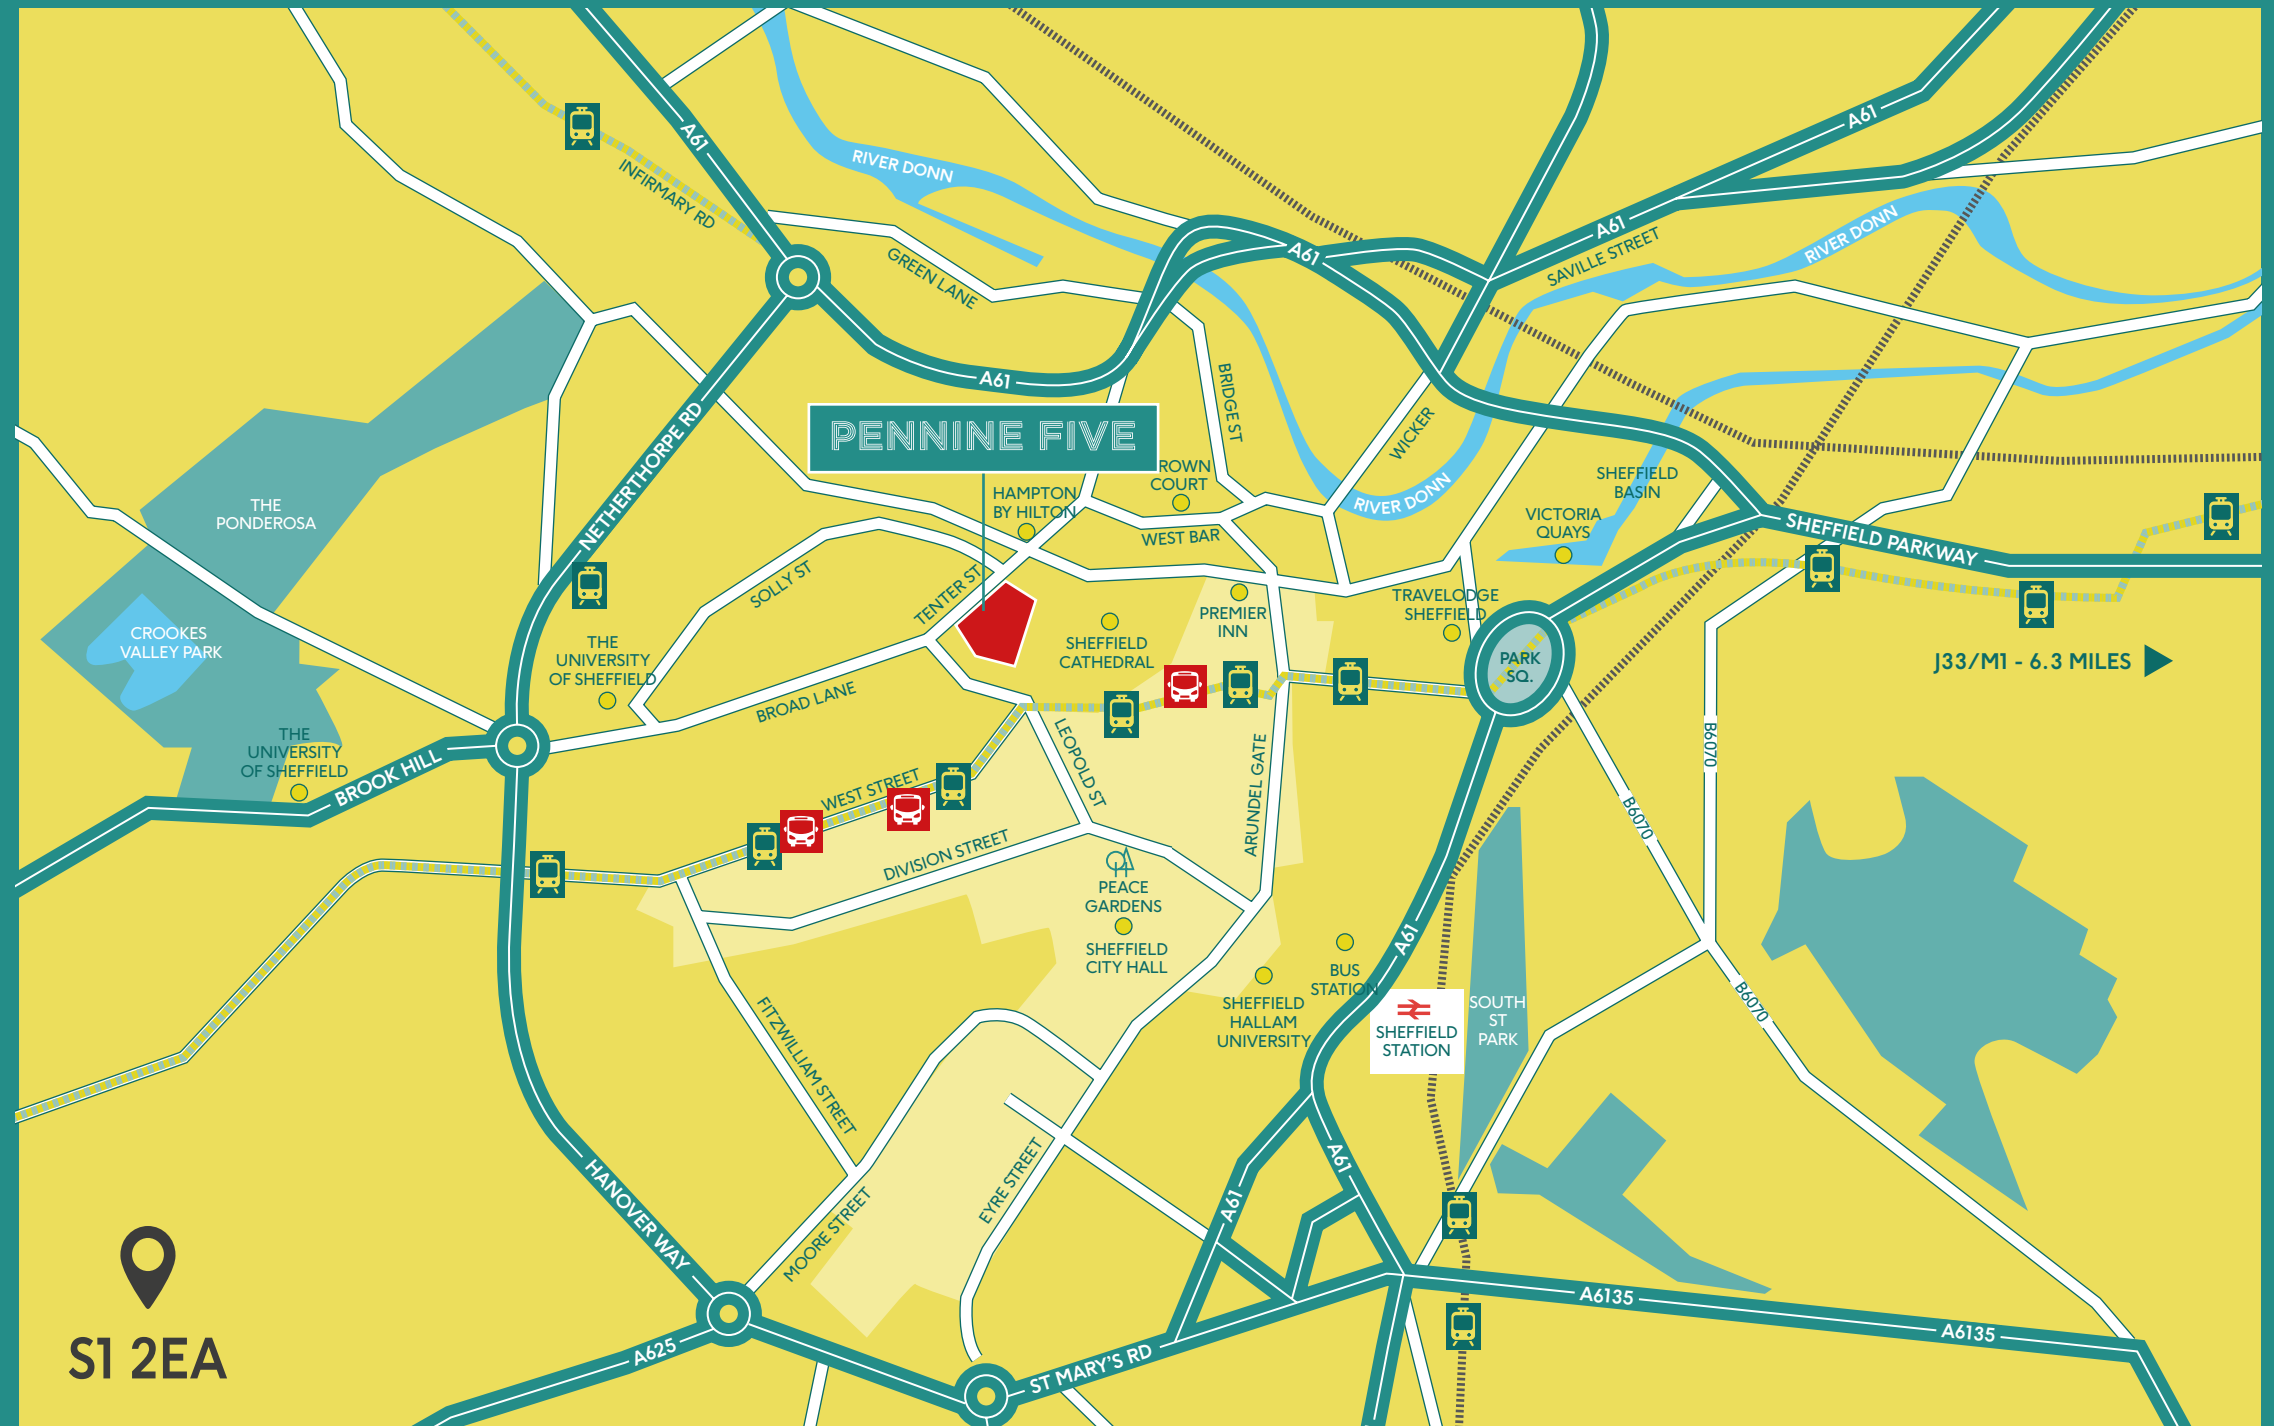 A61
INFIRMARY RD
RIVER DONN
A61
A61
SAVILLE STREET
RIVER DONN
A61
GREEN LANE
A61
BRIDGE ST
WICKER
RIVER DONN
PENNINE FIVE
ROWN
COURT
HAMPTON
BY HILTON
WEST BAR
SHEFFIELD
BASIN
VICTORIA
QUAYS
SHEFFIELD PARKWAY
NETHERTHORPE RD
THE
PONDEROSA
SOLLY ST
TENTER ST
PREMIER
INN
TRAVELODGE
SHEFFIELD
CROOKES
VALLEY PARK
THE
UNIVERSITY
OF SHEFFIELD
SHEFFIELD
CATHEDRAL
PARK
SQ.
J33/M1 - 6.3 MILES
BROAD LANE
LEOPOLD ST
ARUNDEL GATE
B6070
B6070
THE
UNIVERSITY
OF SHEFFIELD
BROOK HILL
WEST STREET
DIVISION STREET
PEACE
GARDENS
SHEFFIELD
CITY HALL
A61
BUS
STATION
SHEFFIELD
HALLAM
UNIVERSITY
SHEFFIELD
STATION
SOUTH
ST
PARK
B6070
FITZWILLIAM STREET
HANOVER WAY
MOORE STREET
EYRE STREET
A61
A61
A6135
A6135
A625
ST MARY'S RD
S1 2EA